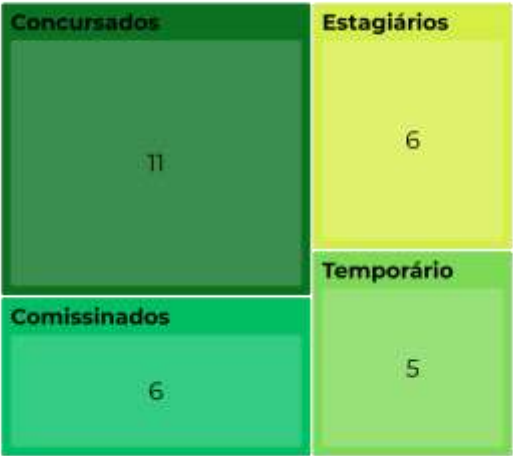 Concursados
11
Comissinados
6
Estagiários
6
Temporário
5